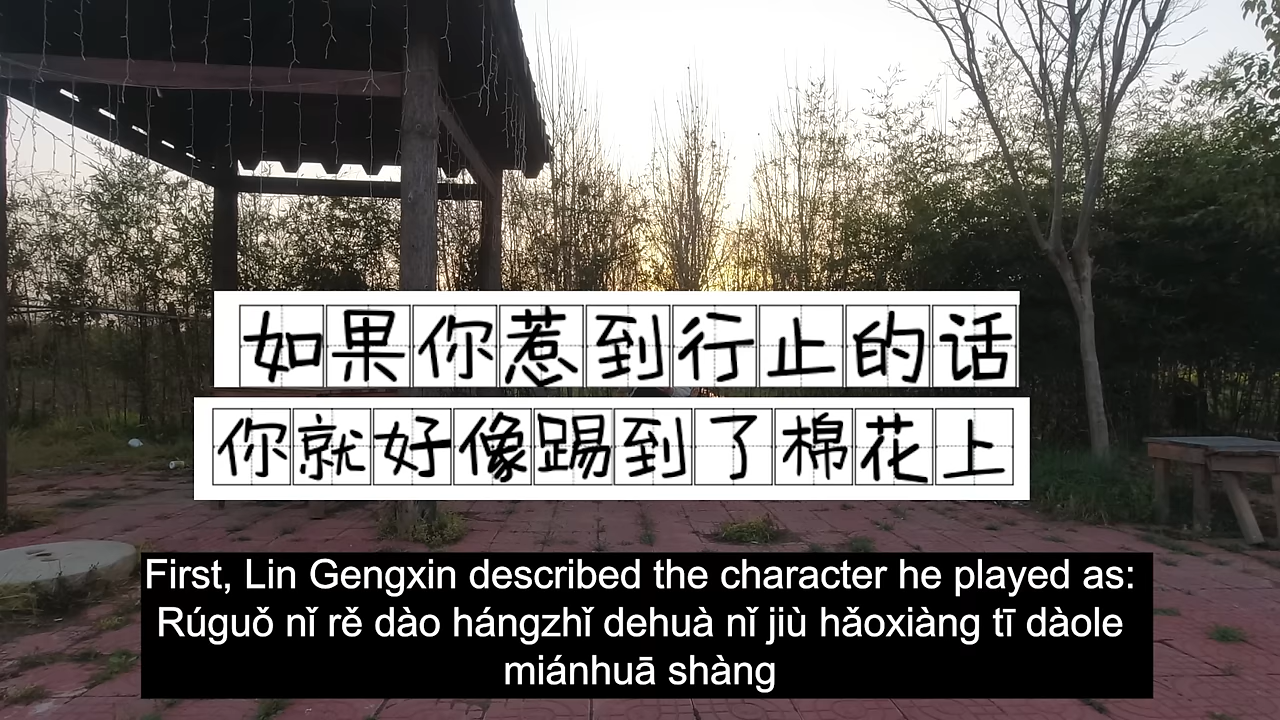 如果你惹到行止的话
你就好像踢到了棉花上
First, Lin Gengxin described the character he played as:
Rúguǒ nǐ rě dào hángzhǐ dehuà nǐ jiù hǎoxiàng tī dàole
miánhuā shàng